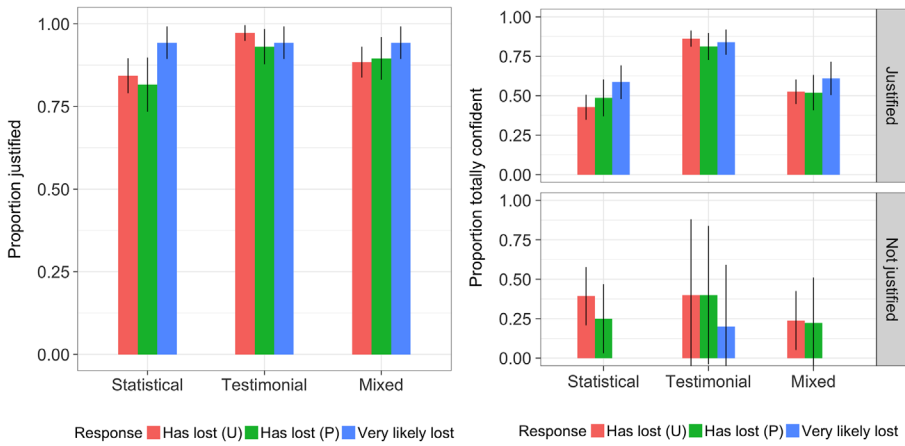 Proportion justified
1.00
0.75
0.50
0.25
0.00
Statistical Testimonial Mixed
Response Has lost (U) Has lost (P) Very likely lost
Proportion totally confident
1.00
0.75
0.50
0.25
0.00
Justified
1.00
0.75
0.50
0.25
0.00
Not justified
Statistical Testimonial Mixed
Response Has lost (U) Has lost (P) Very likely lost